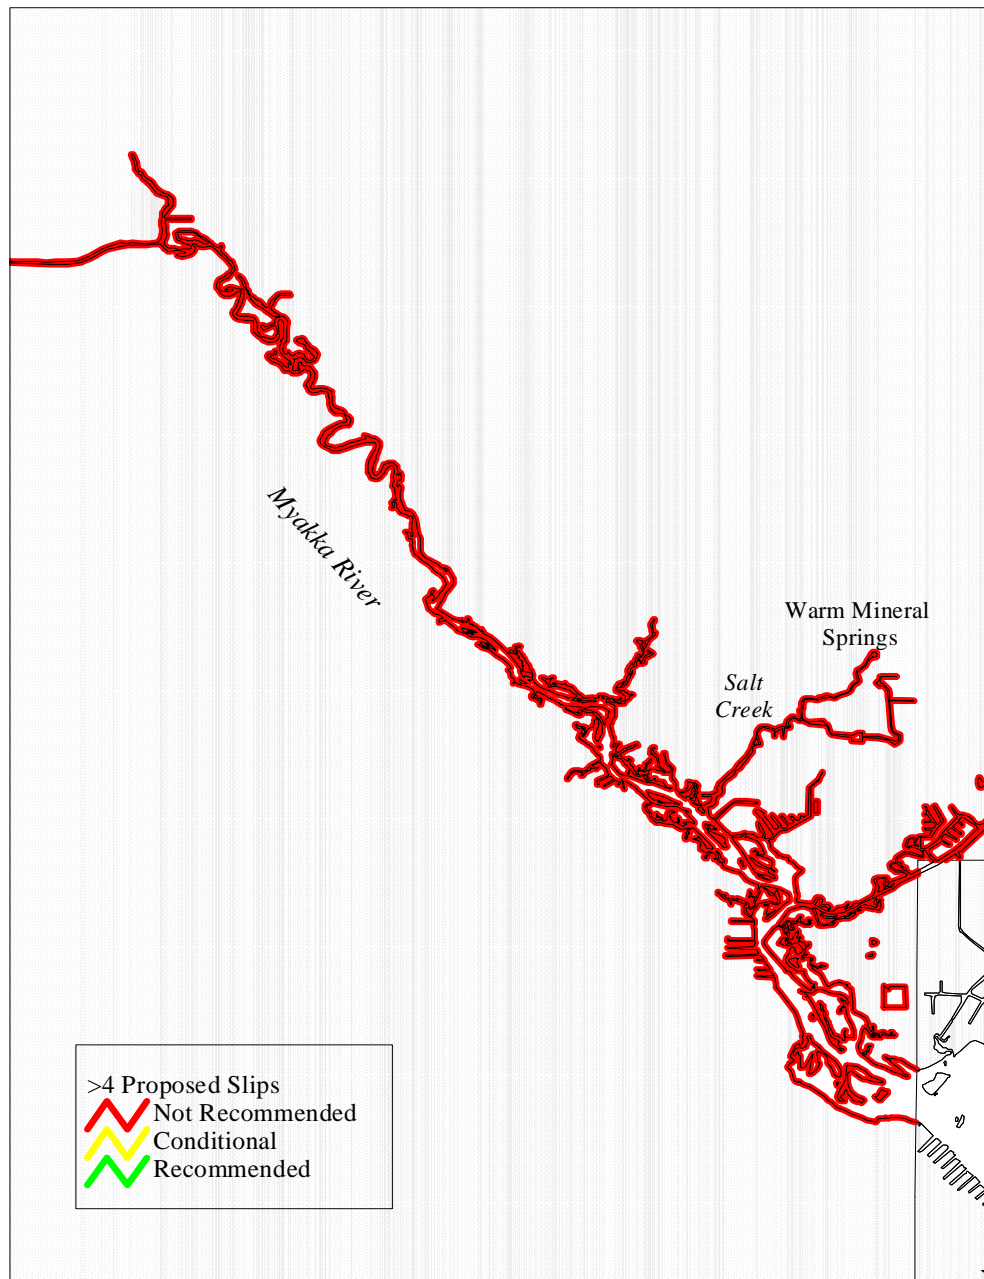 Myakka River
Warm Mineral
Springs
Salt
Creek
>4 Proposed Slips
Not Recommended
Conditional
Recommended